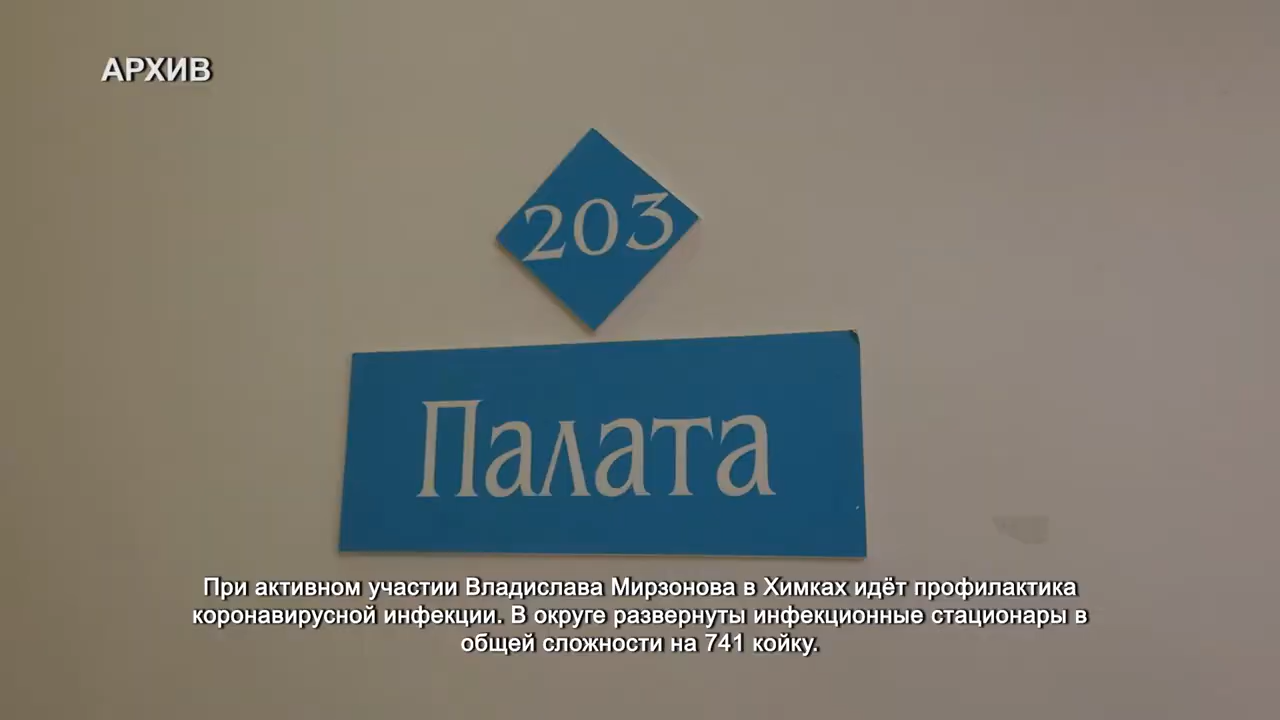 АРХИВ
203
Палата
При активном участии Владислава Мирзонова в Химках идёт профилактика
коронавирусной инфекции. В округе развернуты инфекционные стационары в
общей сложности на 741 койку.